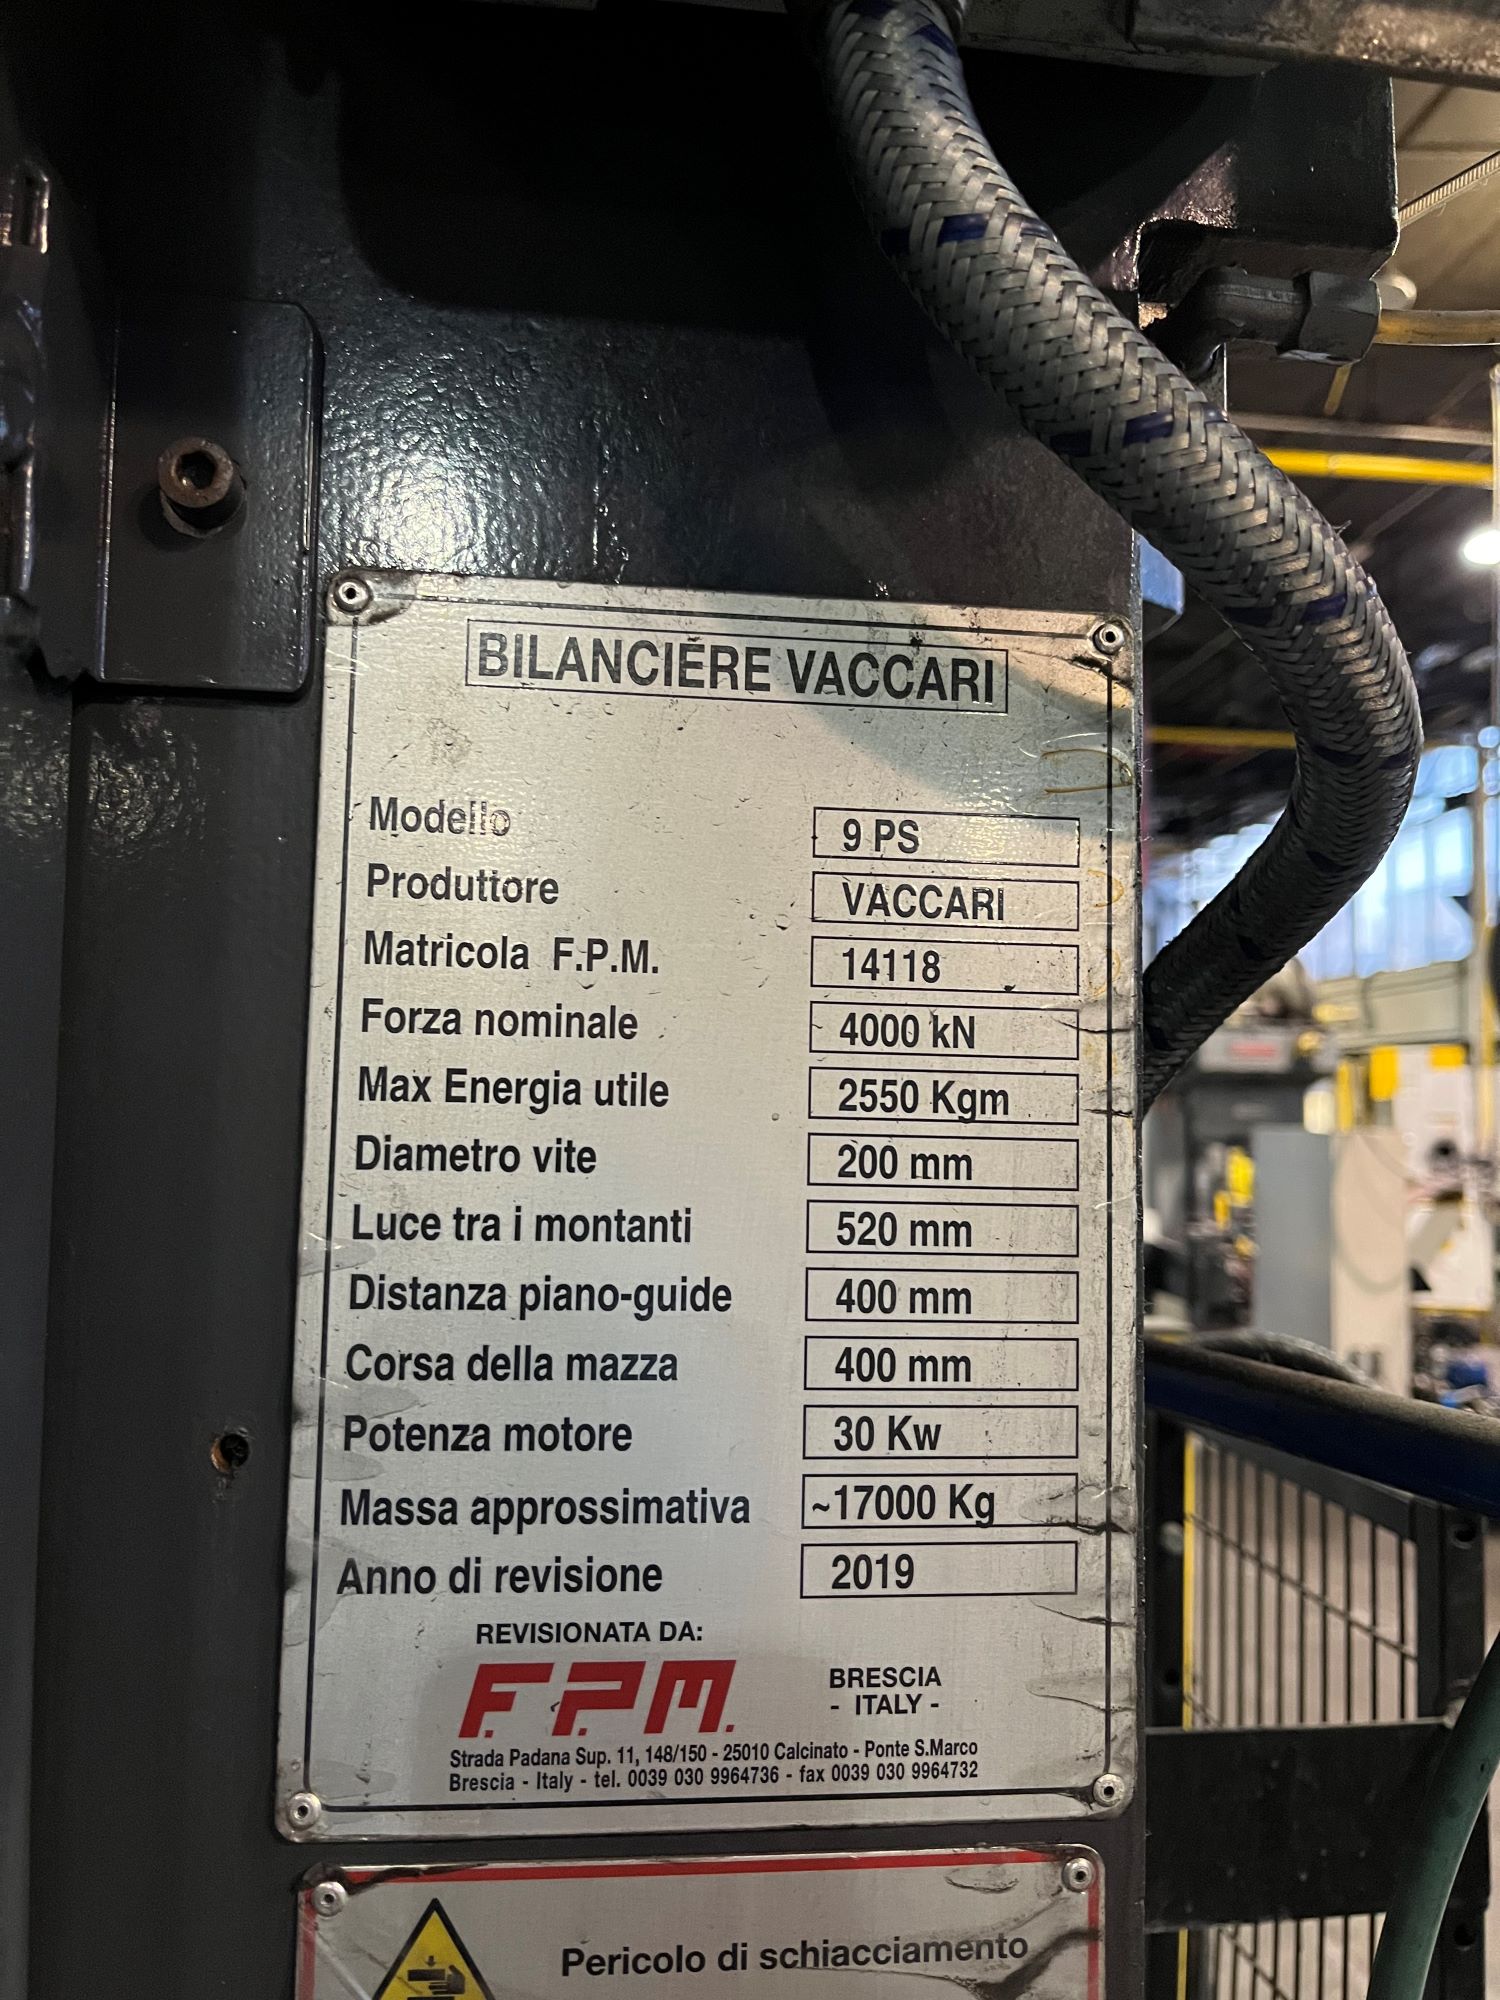 BILANCIERE VACCARI
Modello 9 PS
Produttore VACCARI
Matricola F.P.M. 14118
Forza nominale 4000 kN
Max Energia utile 2550 Kgm
Diametro vite 200 mm
Luce tra i montanti 520 mm
Distanza piano-guide 400 mm
Corsa della mazza 400 mm
Potenza motore 30 Kw
Massa approssimativa ~17000 Kg
Anno di revisione 2019
REVISIONATA DA:
F.P.M. BRESCIA
- ITALY -
Strada Padana Sup. 11, 148/150 - 25010 Calcinato - Ponte S.Marco
Brescia - Italy - tel. 0039 030 9964736 - fax 0039 030 9964732
Pericolo di schiacciamento